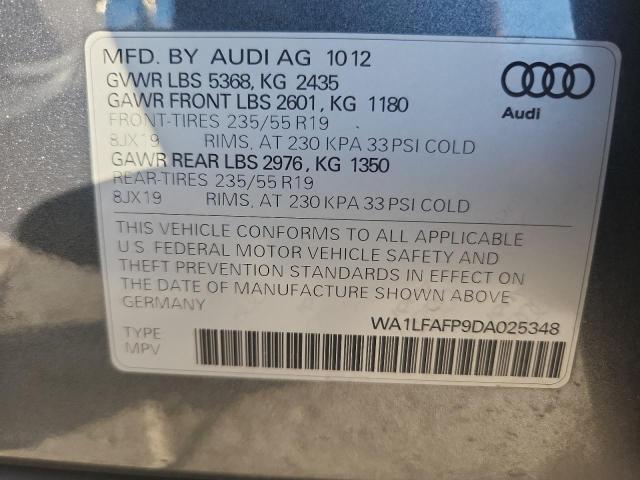 MFD. BY AUDI AG 1012
GVWR LBS 5368, KG 2435
GAWR FRONT LBS 2601, KG 1180
FRONT-TIRES 235/55 R19
8JX19 RIMS, AT 230 KPA 33 PSI COLD
GAWR REAR LBS 2976, KG 1350
REAR-TIRES 235/55 R19
8JX19 RIMS, AT 230 KPA 33 PSI COLD
Audi
THIS VEHICLE CONFORMS TO ALL APPLICABLE
U.S. FEDERAL MOTOR VEHICLE SAFETY AND
THEFT PREVENTION STANDARDS IN EFFECT ON
THE DATE OF MANUFACTURE SHOWN ABOVE
GERMANY
WA1LFAFP9DA025348
TYPE
MPV